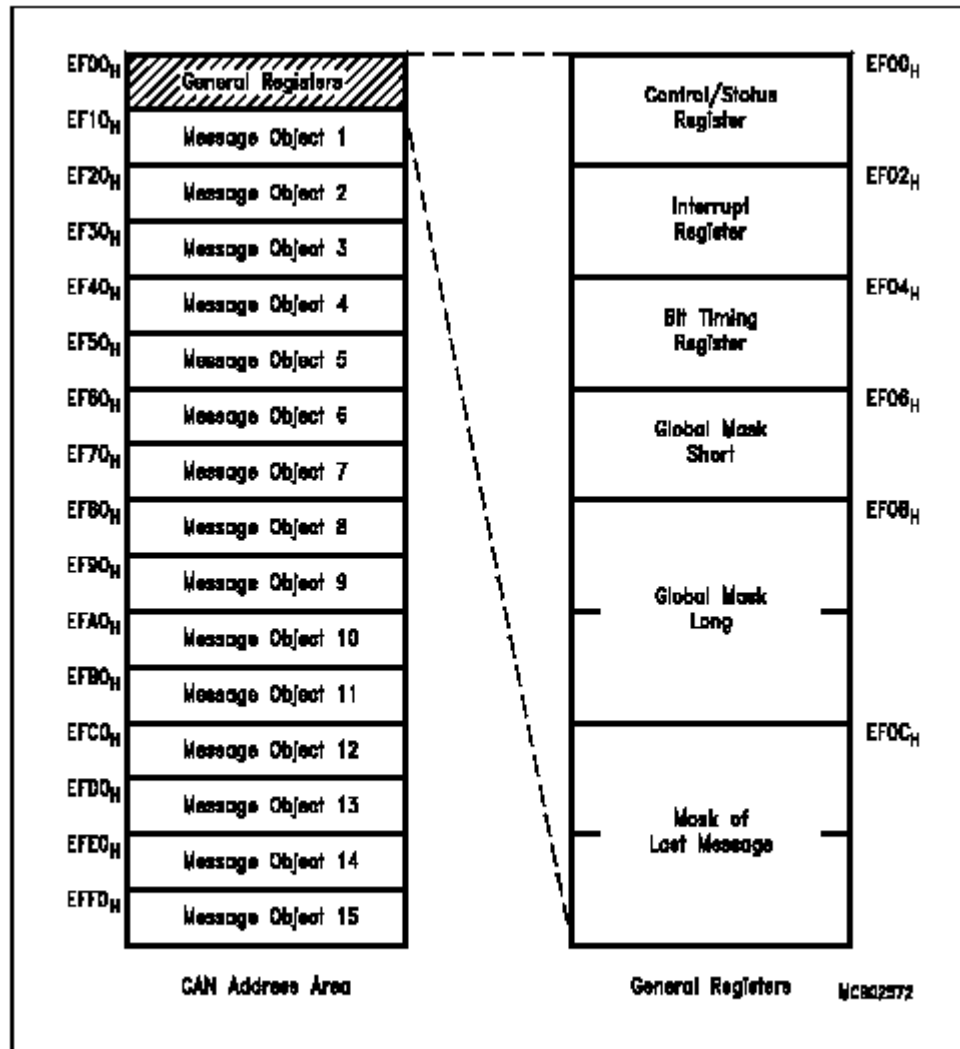 EF00H
General Registers
EF10H
Message Object 1
EF20H
Message Object 2
EF30H
Message Object 3
EF40H
Message Object 4
EF50H
Message Object 5
EF60H
Message Object 6
EF70H
Message Object 7
EF80H
Message Object 8
EF90H
Message Object 9
EFA0H
Message Object 10
EFB0H
Message Object 11
EFC0H
Message Object 12
EFD0H
Message Object 13
EFE0H
Message Object 14
EFF0H
Message Object 15
CAN Address Area
EF00H
Control/Status
Register
EF02H
Interrupt
Register
EF04H
Bit Timing
Register
EF06H
Global Mask
Short
EF08H
Global Mask
Long
EF0CH
Mask of
Last Message
General Registers